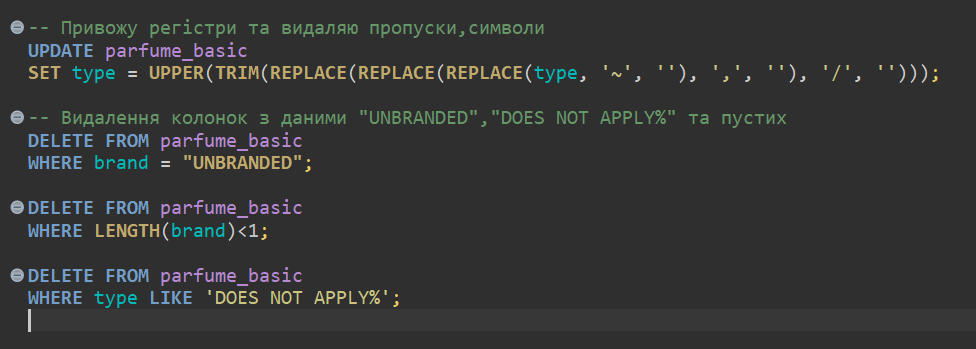 -- Привожу регістри та видаляю пропуски,символи
UPDATE parfume_basic
SET type = UPPER(TRIM(REPLACE(REPLACE(REPLACE(type, '~', ''), ',', ''), '/', '')));
-- Видалення колонок з даними "UNBRANDED","DOES NOT APPLY%" та пустих
DELETE FROM parfume_basic
WHERE brand = "UNBRANDED";
DELETE FROM parfume_basic
WHERE LENGTH(brand)<1;
DELETE FROM parfume_basic
WHERE type LIKE 'DOES NOT APPLY%';